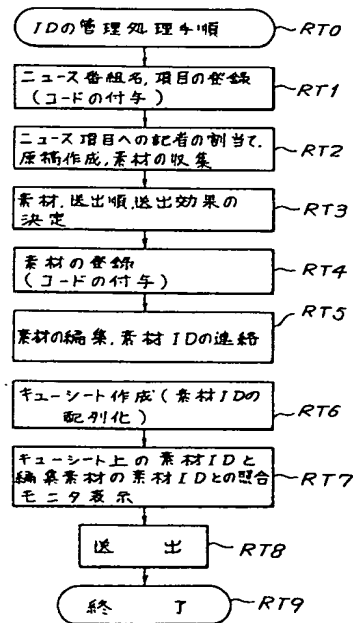 IDの管理処理手順
RT0
ニュース番組名,項目の登録
(コードの付与)
RT1
ニュース項目への記者の割当て,
原稿作成,素材の収集
RT2
素材,送出順,送出効果の
決定
RT3
素材の登録
(コードの付与)
RT4
素材の編集,素材IDの連絡
RT5
キューシート作成(素材IDの
配列化)
RT6
キューシート上の素材IDと
編集素材の素材IDとの照合
モニタ表示
RT7
送出
RT8
終了
RT9